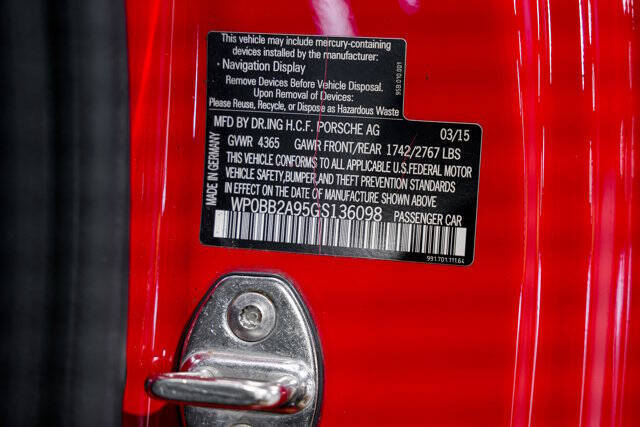 This vehicle may include mercury-containing
devices installed by the manufacturer:
· Navigation Display
Remove Devices Before Vehicle Disposal.
Upon Removal of Devices:
Please Reuse, Recycle, or Dispose as Hazardous Waste
95B 010 001
MFD BY DR.ING H.C.F. PORSCHE AG 03/15
GVWR 4365 GAWR FRONT/REAR 1742/2767 LBS
THIS VEHICLE CONFORMS TO ALL APPLICABLE U.S.FEDERAL MOTOR
VEHICLE SAFETY,BUMPER,AND THEFT PREVENTION STANDARDS
IN EFFECT ON THE DATE OF MANUFACTURE SHOWN ABOVE
WP0BB2A95GS136098 PASSENGER CAR
MADE IN GERMANY
991 701 111.64